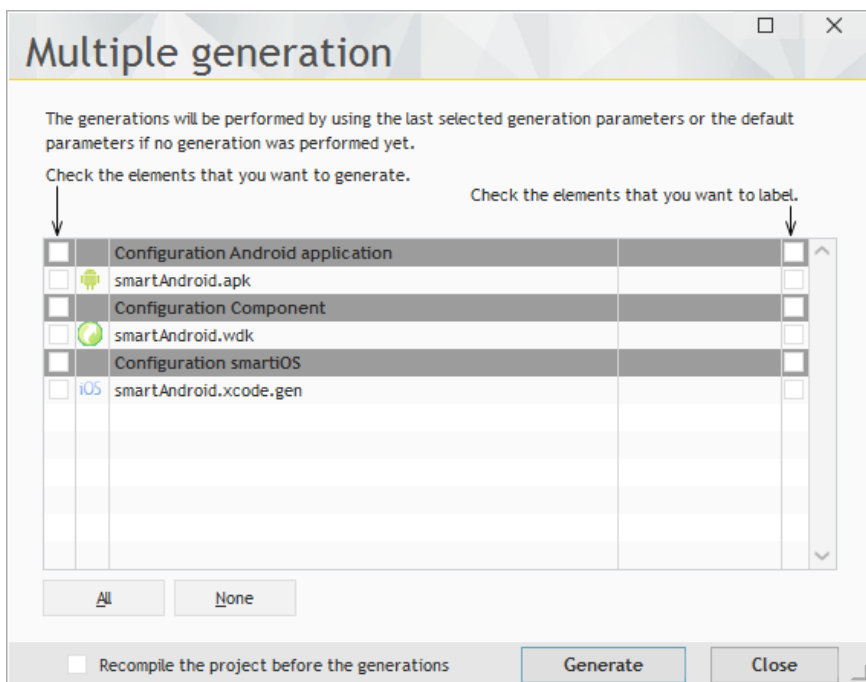 Multiple generation
The generations will be performed by using the last selected generation parameters or the default
parameters if no generation was performed yet.
Check the elements that you want to generate.
Check the elements that you want to label.
Configuration Android application
smartAndroid.apk
Configuration Component
smartAndroid.wdk
Configuration smartiOS
iOS smartAndroid.xcode.gen
All None
Recompile the project before the generations Generate Close